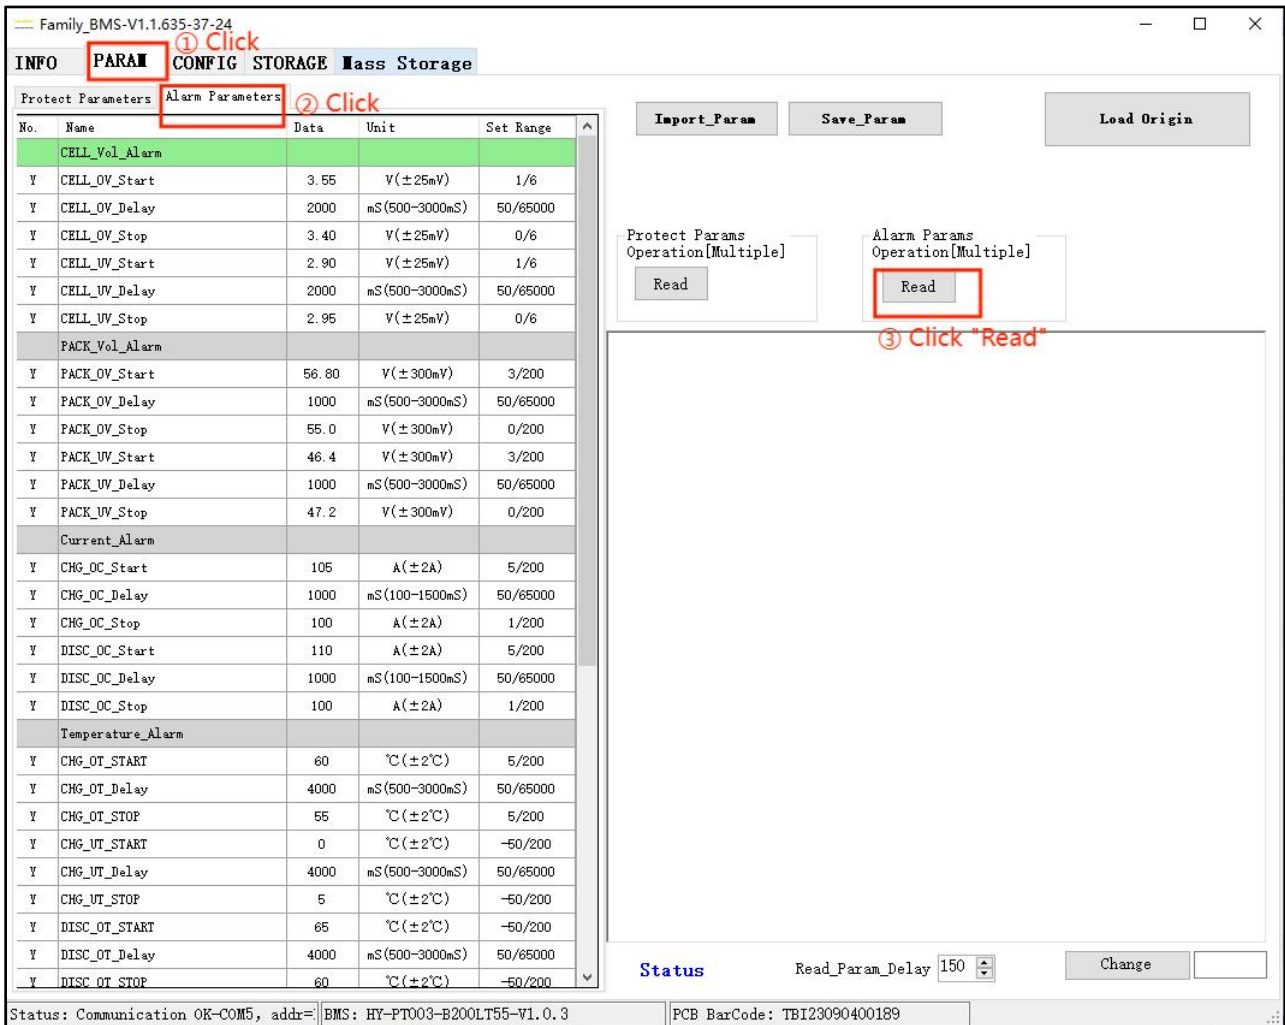 Family_BMS-V1.1.635-37-24
① Click
INFO PARAM CONFIG STORAGE Mass Storage
Protect Parameters Alarm Parameters ② Click
Import_Param Save_Param Load Origin
No. Name Data Unit Set Range
CELL_Vol_Alarm
Y CELL_OV_Start 3.55 V(±25mV) 1/6
Y CELL_OV_Delay 2000 mS(500-3000mS) 50/65000
Y CELL_OV_Stop 3.40 V(±25mV) 0/6
Y CELL_UV_Start 2.90 V(±25mV) 1/6
Y CELL_UV_Delay 2000 mS(500-3000mS) 50/65000
Y CELL_UV_Stop 2.95 V(±25mV) 0/6
PACK_Vol_Alarm
Y PACK_OV_Start 56.80 V(±300mV) 3/200
Y PACK_OV_Delay 1000 mS(500-3000mS) 50/65000
Y PACK_OV_Stop 55.0 V(±300mV) 0/200
Y PACK_UV_Start 46.4 V(±300mV) 3/200
Y PACK_UV_Delay 1000 mS(500-3000mS) 50/65000
Y PACK_UV_Stop 47.2 V(±300mV) 0/200
Current_Alarm
Y CHG_OC_Start 105 A(±2A) 5/200
Y CHG_OC_Delay 1000 mS(100-1500mS) 50/65000
Y CHG_OC_Stop 100 A(±2A) 1/200
Y DISC_OC_Start 110 A(±2A) 5/200
Y DISC_OC_Delay 1000 mS(100-1500mS) 50/65000
Y DISC_OC_Stop 100 A(±2A) 1/200
Temperature_Alarm
Y CHG_OT_START 60 ℃(±2℃) 5/200
Y CHG_OT_Delay 4000 mS(500-3000mS) 50/65000
Y CHG_OT_STOP 55 ℃(±2℃) 5/200
Y CHG_UT_START 0 ℃(±2℃) -50/200
Y CHG_UT_Delay 4000 mS(500-3000mS) 50/65000
Y CHG_UT_STOP 5 ℃(±2℃) -50/200
Y DISC_OT_START 65 ℃(±2℃) -50/200
Y DISC_OT_Delay 4000 mS(500-3000mS) 50/65000
Y DISC_OT_STOP 60 ℃(±2℃) -50/200
Protect Params
Operation[Multiple]
Read
Alarm Params
Operation[Multiple]
Read
③ Click "Read"
Status Read_Param_Delay 150 Change
Status: Communication OK-COM5, addr= BMS: HY-PT003-B200LT55-V1.0.3 PCB BarCode: TBI23090400189